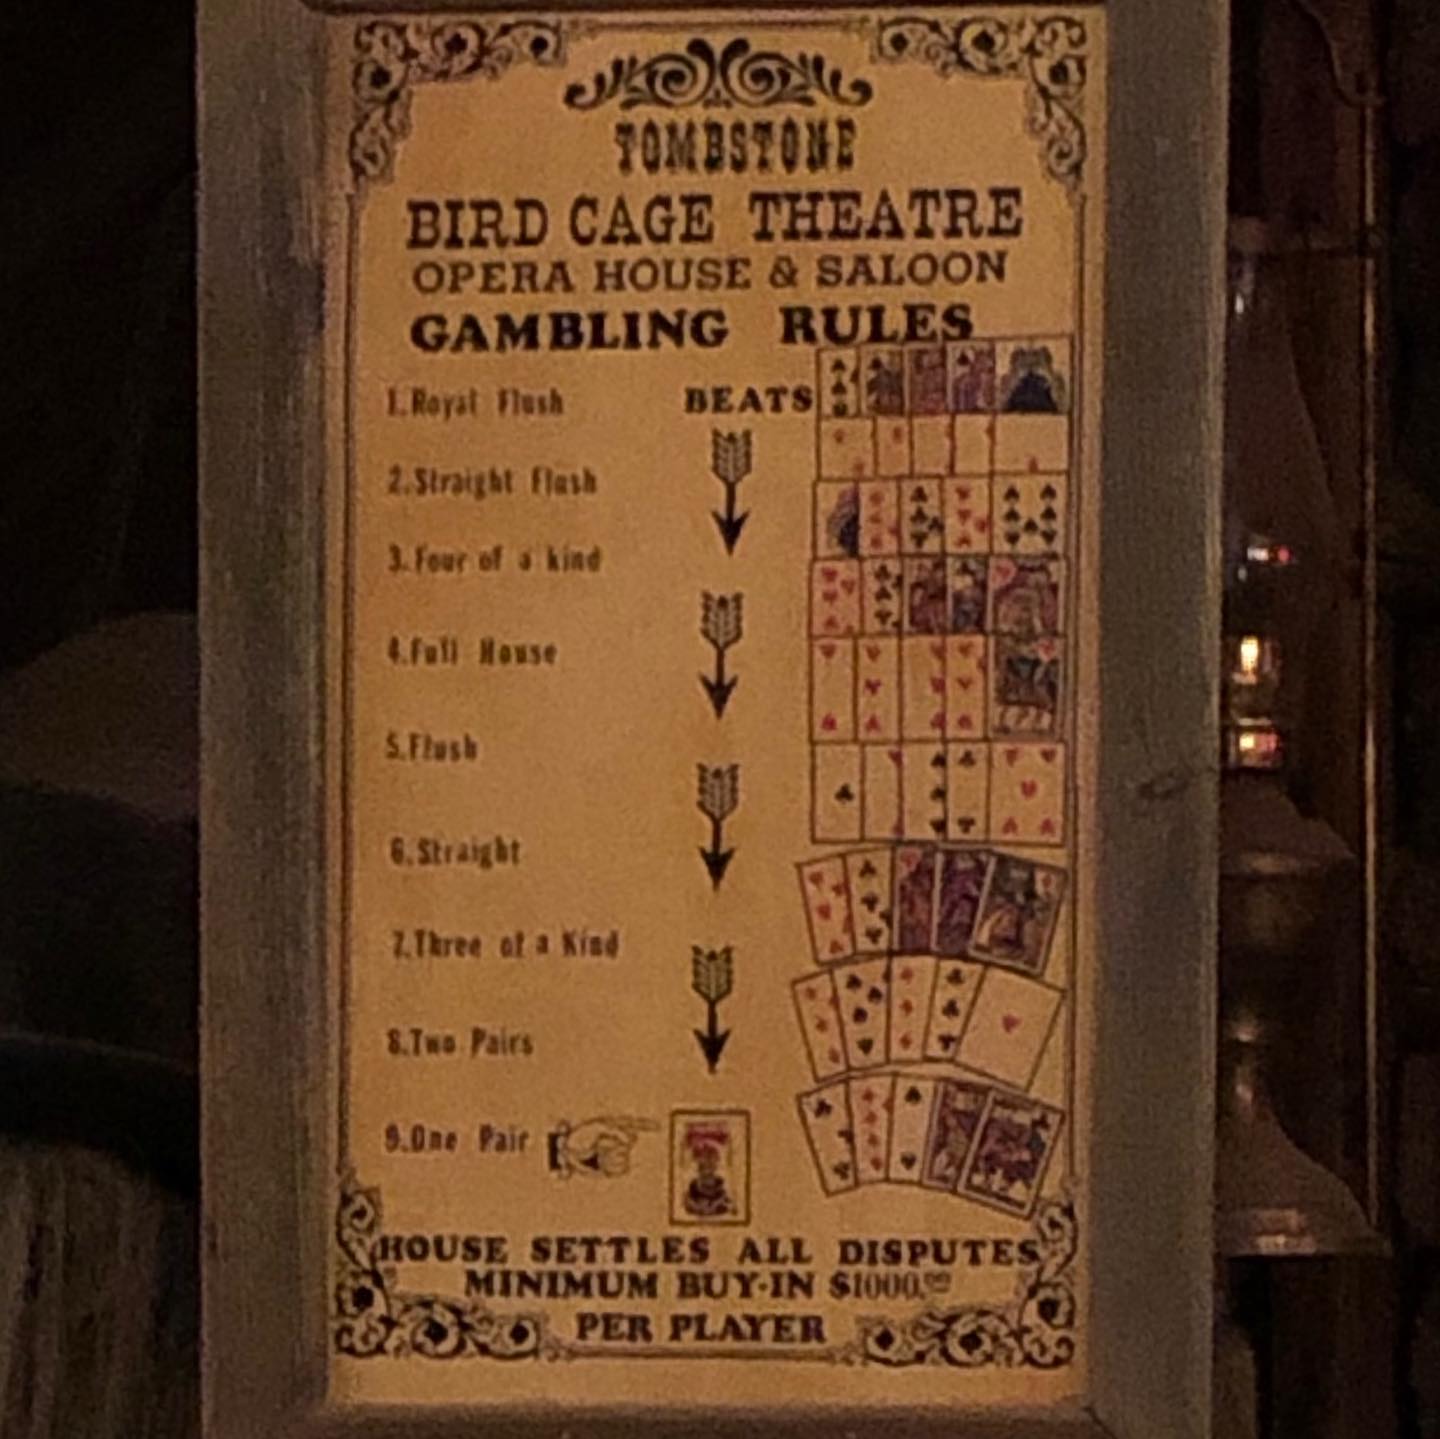 TOMBSTONE
BIRD CAGE THEATRE
OPERA HOUSE & SALOON
GAMBLING RULES
1.Royal Flush BEATS
2.Straight Flush
3.Four of a kind
4.Full House
5.Flush
6.Straight
7.Three of a Kind
8.Two Pairs
9.One Pair
HOUSE SETTLES ALL DISPUTES
MINIMUM BUY-IN $1000.00
PER PLAYER